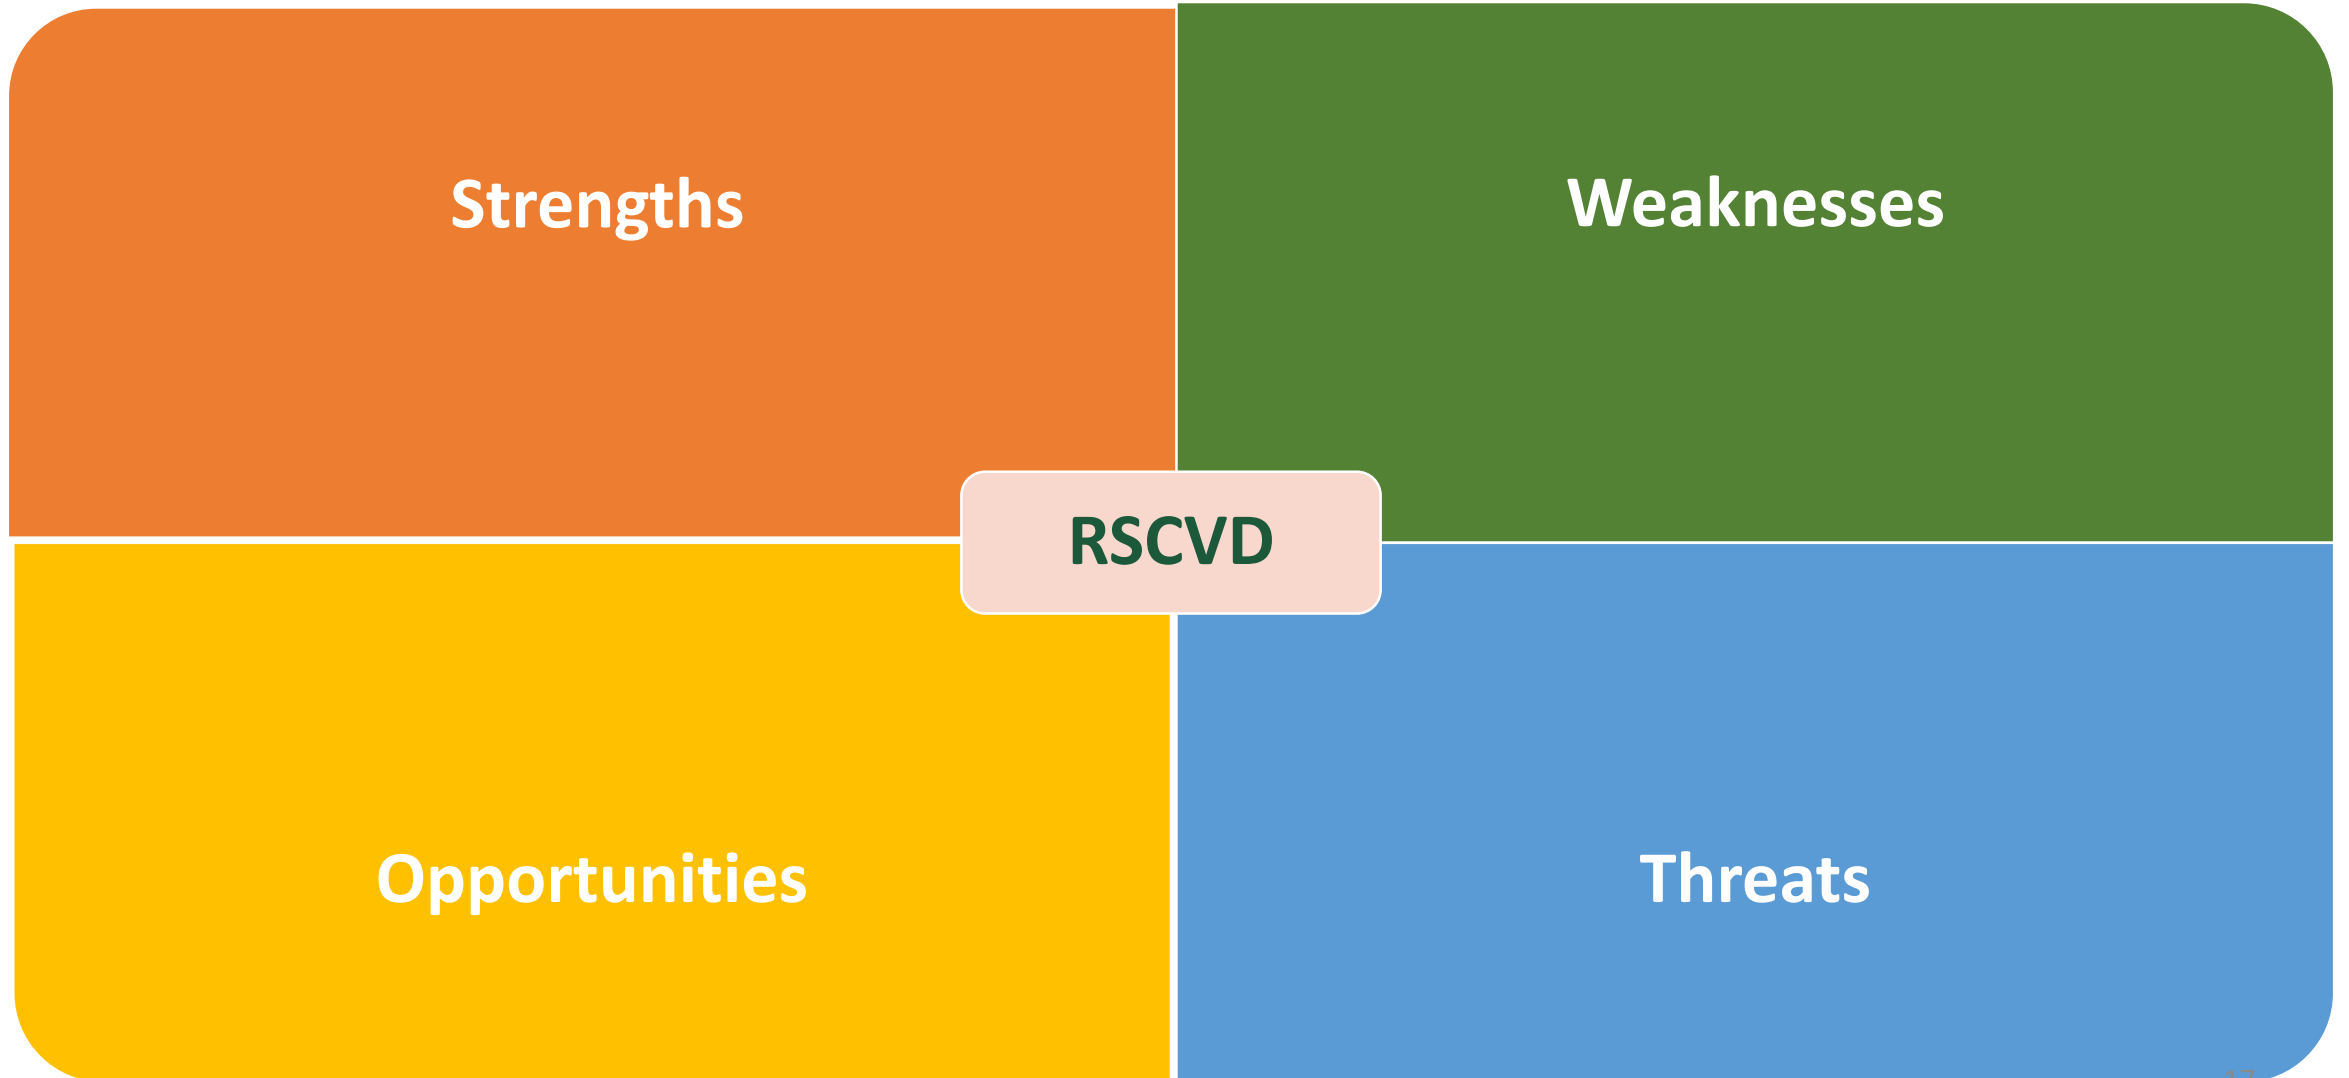 Strengths
Weaknesses
RSCVD
Opportunities
Threats